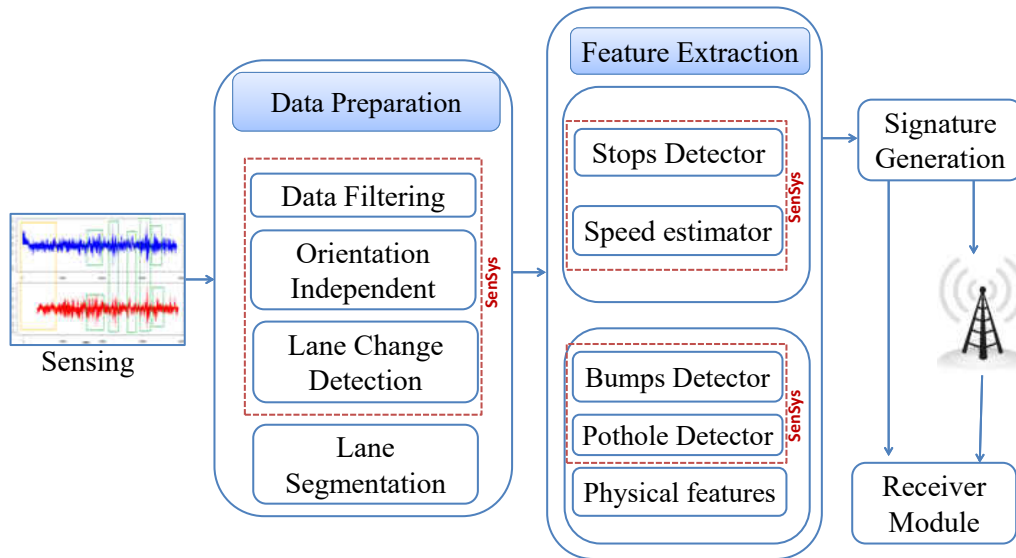 Sensing
Data Preparation
Data Filtering
Orientation
Independent
Lane Change
Detection
SenSys
Lane
Segmentation
Feature Extraction
Stops Detector
Speed estimator
SenSys
Bumps Detector
Pothole Detector
SenSys
Physical features
Signature
Generation
Receiver
Module